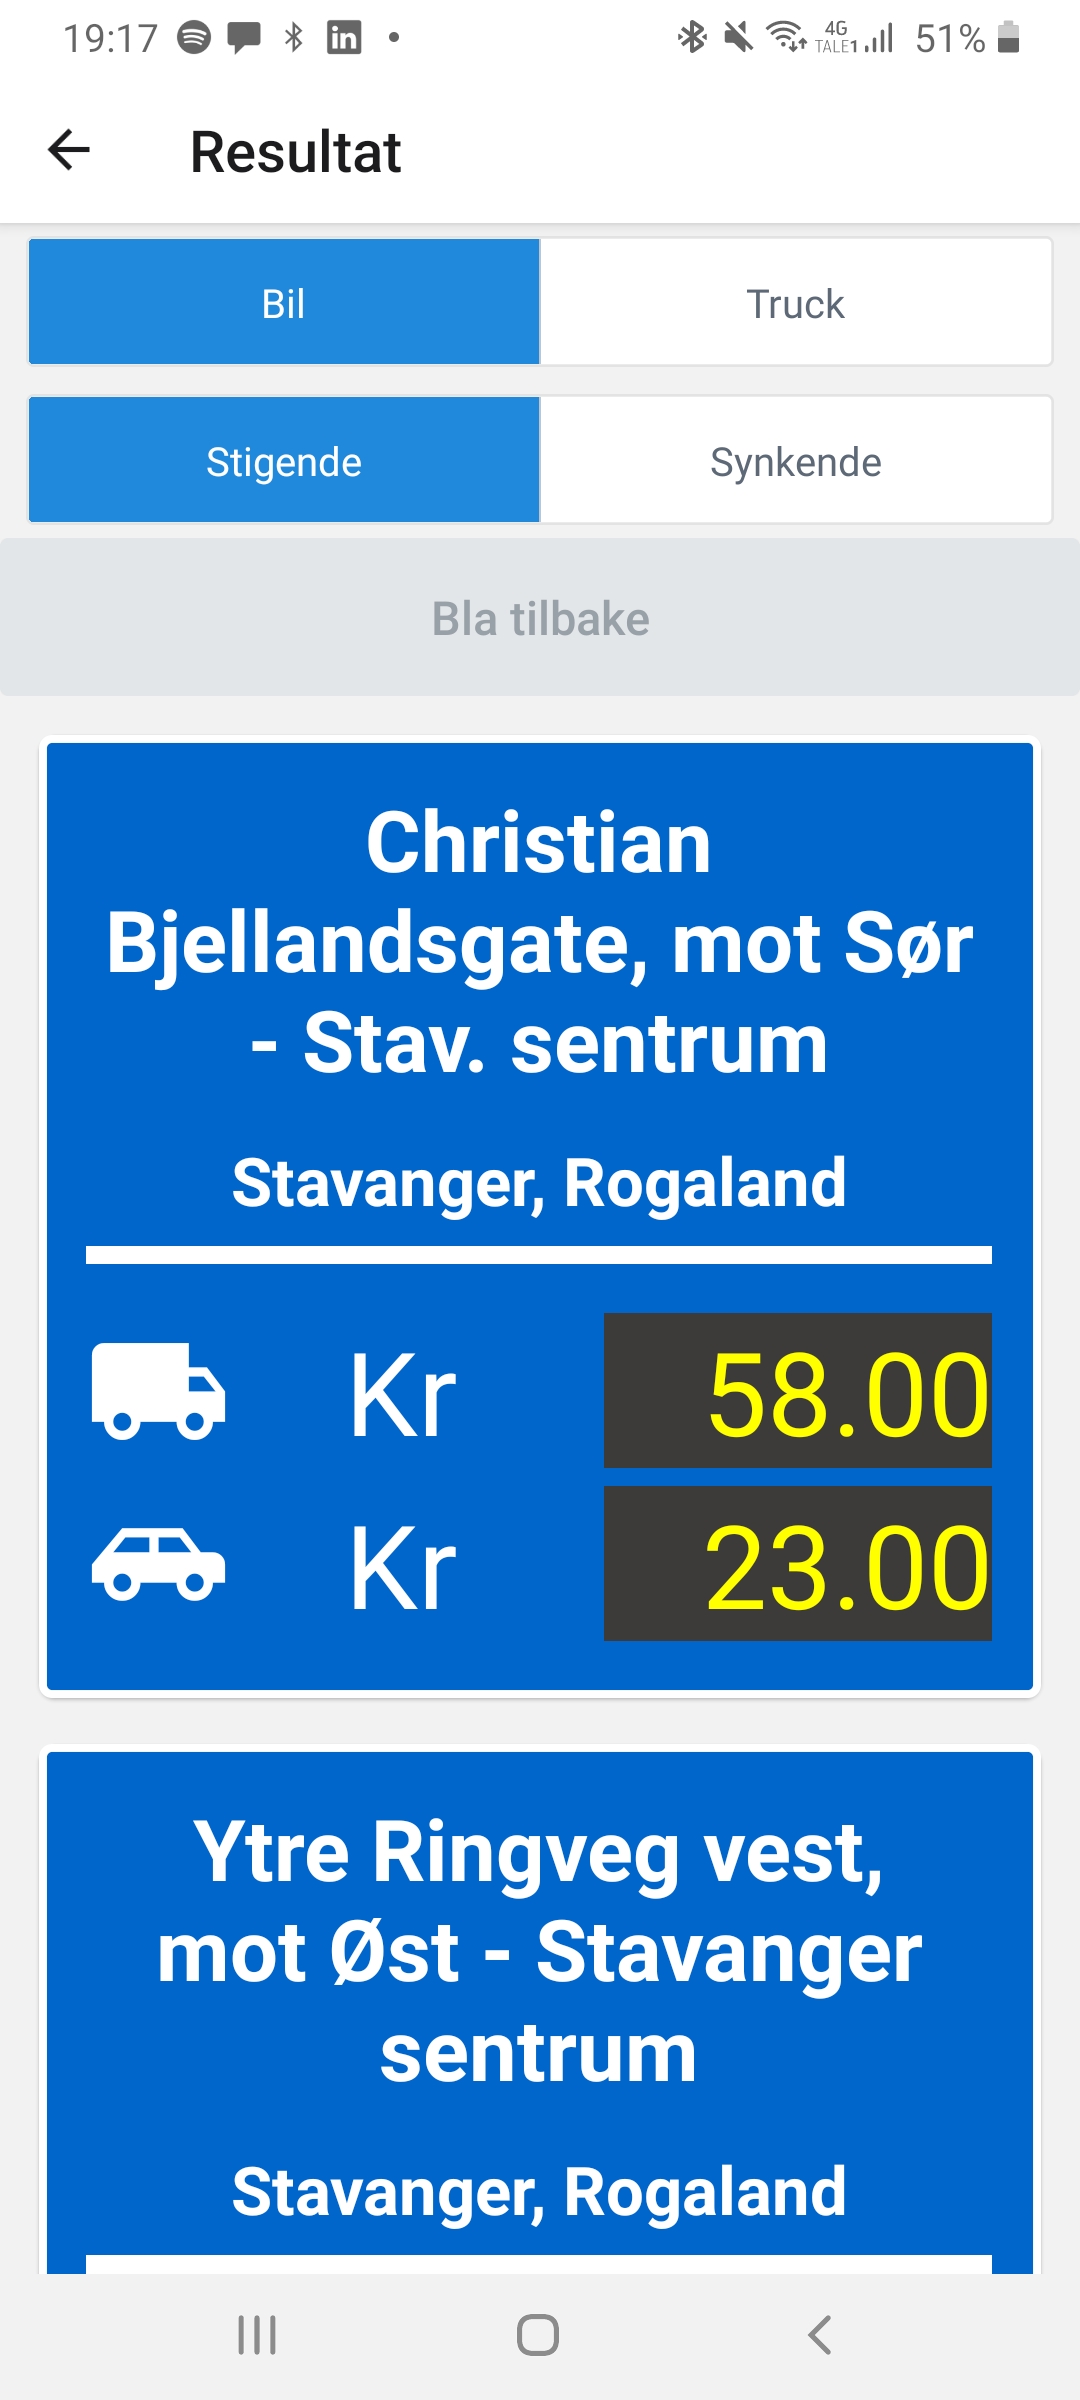 19:17 in 4G TALE1 51%
Resultat
Bil Truck
Stigende Synkende
Bla tilbake
Christian
Bjellandsgate, mot Sør
- Stav. sentrum
Stavanger, Rogaland
Kr 58.00
Kr 23.00
Ytre Ringveg vest,
mot Øst - Stavanger
sentrum
Stavanger, Rogaland